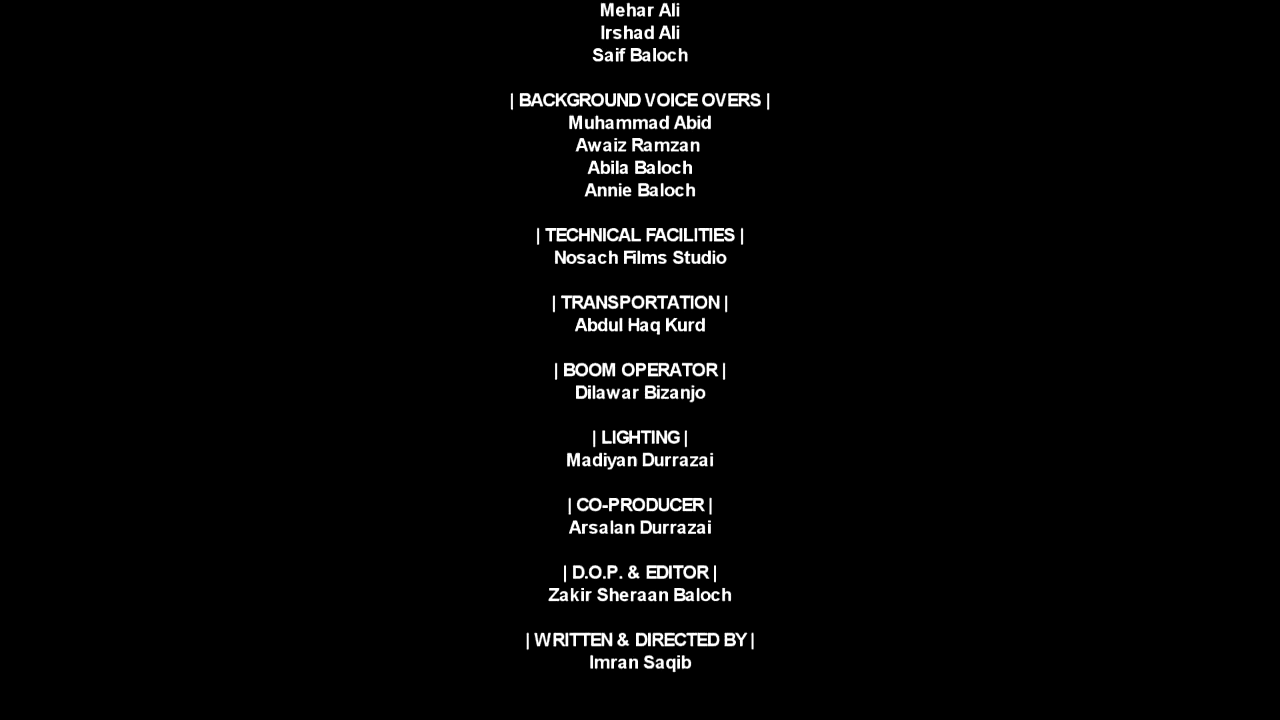 Mehar Ali
Irshad Ali
Saif Baloch
| BACKGROUND VOICE OVERS |
Muhammad Abid
Awaiz Ramzan
Abila Baloch
Annie Baloch
| TECHNICAL FACILITIES |
Nosach Films Studio
| TRANSPORTATION |
Abdul Haq Kurd
| BOOM OPERATOR |
Dilawar Bizanjo
| LIGHTING |
Madiyan Durrazai
| CO-PRODUCER |
Arsalan Durrazai
| D.O.P. & EDITOR |
Zakir Sheraan Baloch
| WRITTEN & DIRECTED BY |
Imran Saqib